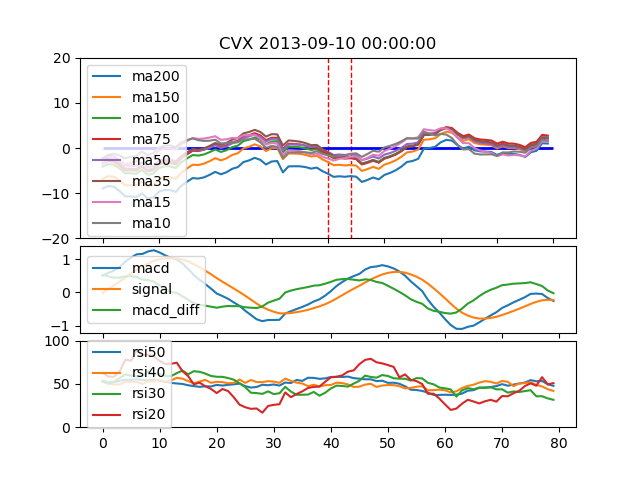 CVX 2013-09-10 00:00:00
20
10
0
−10
−20
ma200
ma150
ma100
ma75
ma50
ma35
ma15
ma10
1
0
−1
macd
signal
macd_diff
100
50
0
rsi50
rsi40
rsi30
rsi20
0 10 20 30 40 50 60 70 80